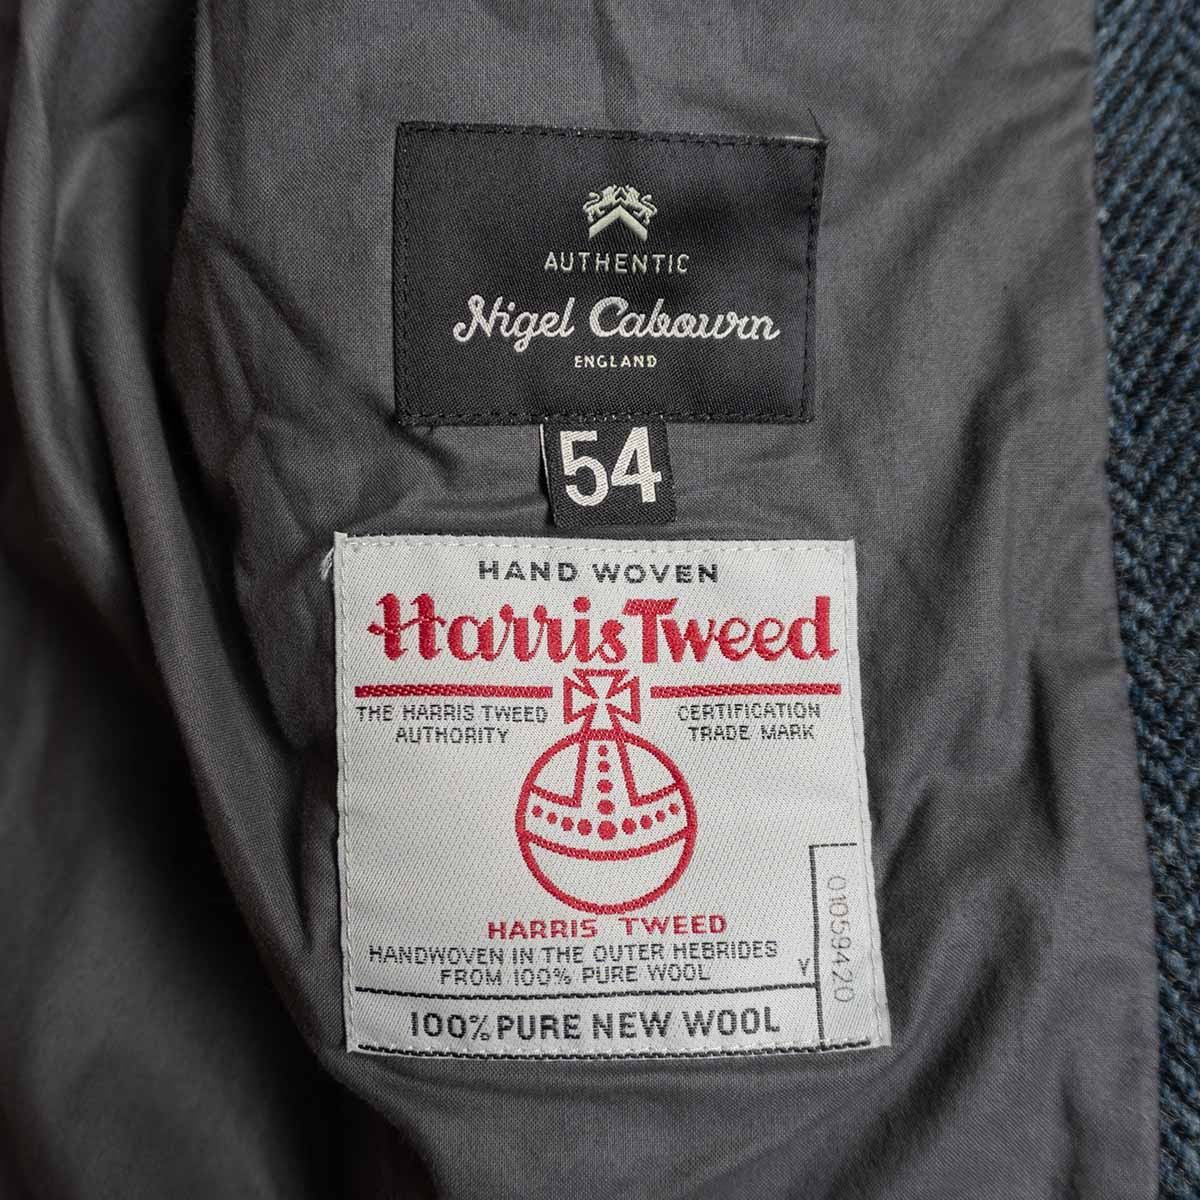 AUTHENTIC
Nigel Cabourn
ENGLAND
54
HAND WOVEN
Harris Tweed
THE HARRIS TWEED AUTHORITY
CERTIFICATION TRADE MARK
HARRIS TWEED
HANDWOVEN IN THE OUTER HEBRIDES
FROM 100% PURE WOOL
Y
01059420
100% PURE NEW WOOL